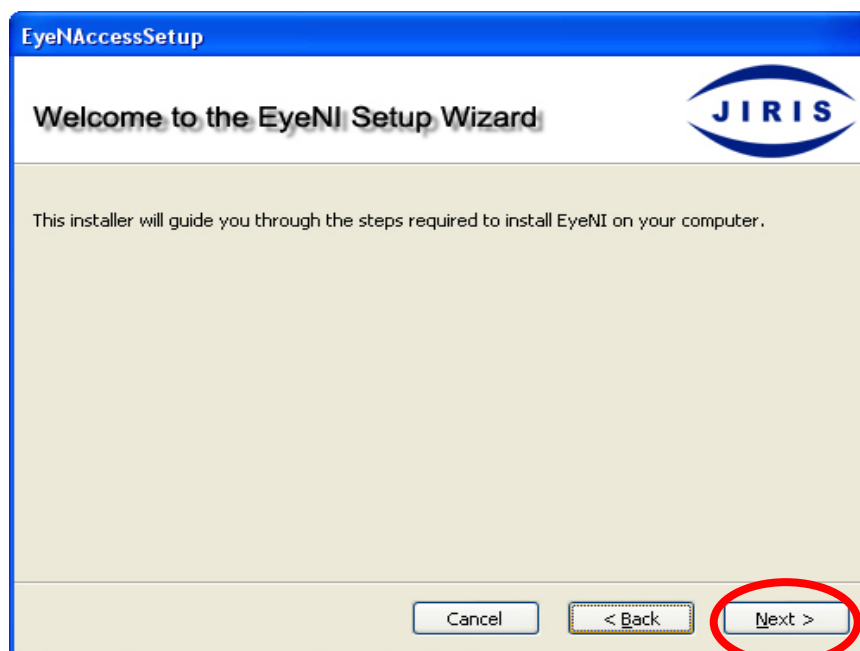 EyeNAccessSetup
Welcome to the EyeNI Setup Wizard
JIRIS
This installer will guide you through the steps required to install EyeNI on your computer.
Cancel
< Back
Next >